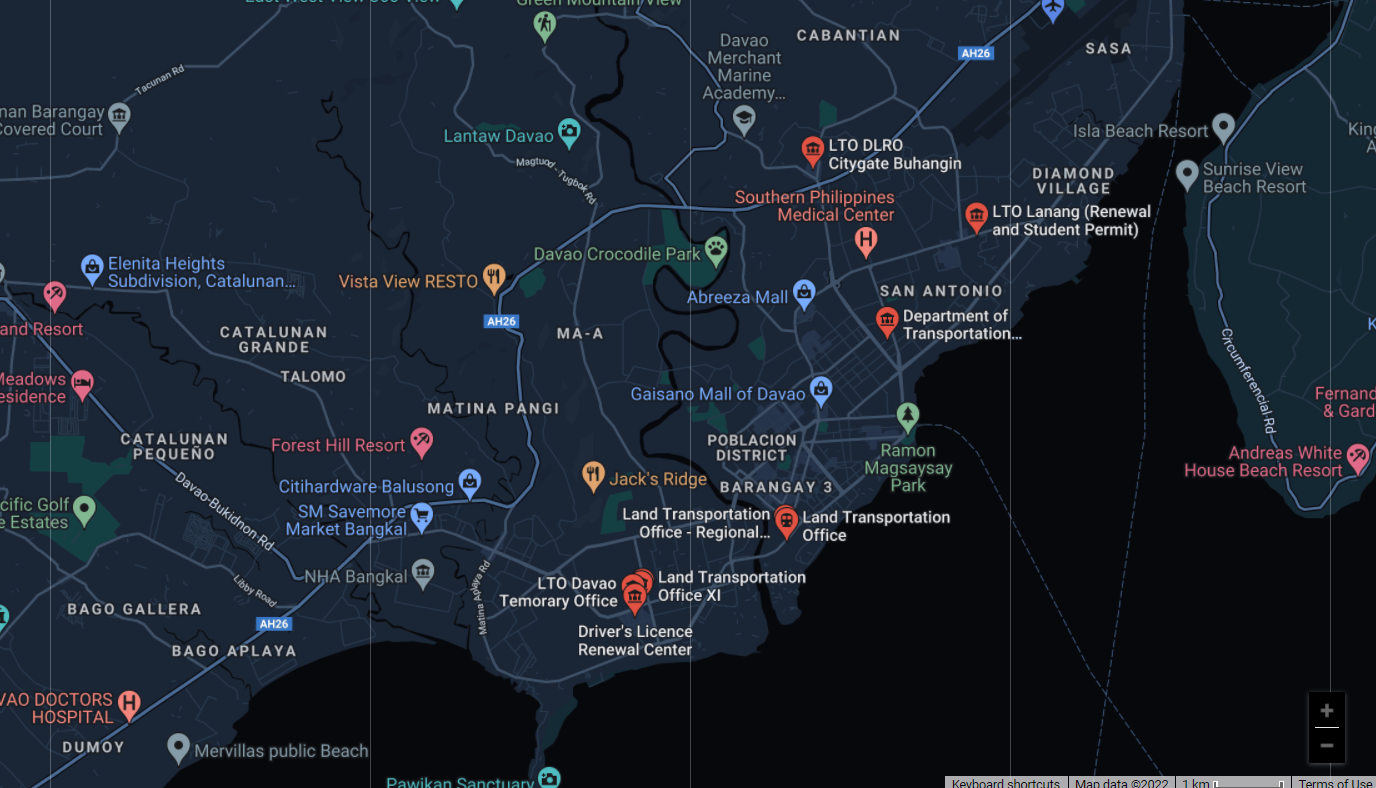 East West View 360 View
Green Mountain View
CABANTIAN
SASA
AH26
Davao
Merchant
Marine
Academy...
Tacunan Rd
nan Barangay
Covered Court
Lantaw Davao
Magtuod - Tugbok Rd
LTO DLRO
Citygate Buhangin
Isla Beach Resort
King
A
DIAMOND
VILLAGE
Sunrise View
Beach Resort
Southern Philippines
Medical Center
LTO Lanang (Renewal
and Student Permit)
Davao Crocodile Park
Elenita Heights
Subdivision, Catalunan...
Vista View RESTO
Abreeza Mall
SAN ANTONIO
and Resort
AH26
CATALUNAN
GRANDE
MA-A
Department of
Transportation...
K
Circumferencial Rd
TALOMO
Meadows
esidence
MATINA PANGI
Gaisano Mall of Davao
Fernand
& Gard
CATALUNAN
PEQUEÑO
Forest Hill Resort
POBLACION
DISTRICT
Ramon
Magsaysay
Park
Andreas White
House Beach Resort
Davao-Bukidnon Rd
Citihardware Balusong
Jack's Ridge
BARANGAY 3
cific Golf
e Estates
SM Savemore
Market Bangkal
Land Transportation
Office - Regional...
Land Transportation
Office
NHA Bangkal
Matina Aplaya Rd
LTO Davao
Temorary Office
Land Transportation
Office XI
Libby Road
BAGO GALLERA
AH26
Driver's Licence
Renewal Center
BAGO APLAYA
VAO DOCTORS
HOSPITAL
DUMOY
Mervillas public Beach
Pawikan Sanctuary
Keyboard shortcuts
Map data ©2022
1 km
Terms of Use